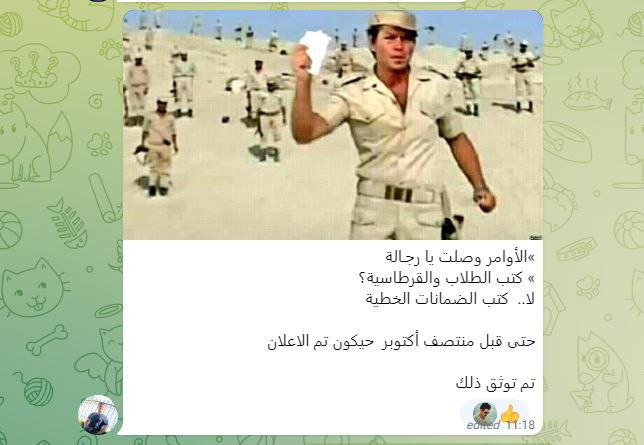 »الأوامر وصلت يا رجالة
» كتب الطلاب والقرطاسية؟
لا.. كتب الضمانات الخطية
حتى قبل منتصف أكتوبر حيكون تم الاعلان
تم توثق ذلك
edited 11:18